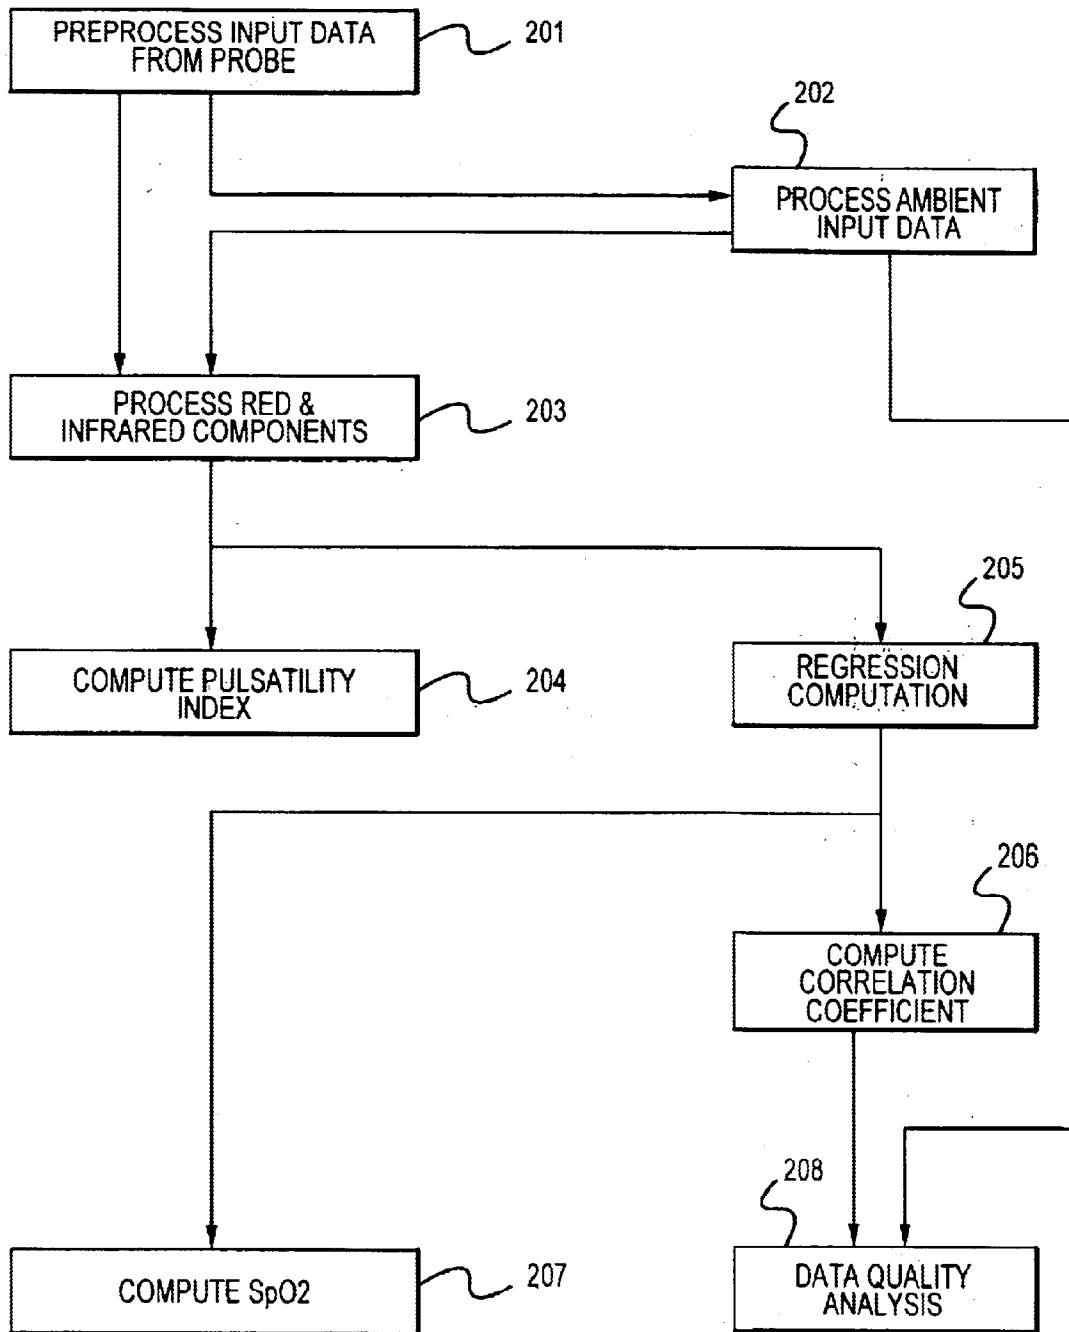 PREPROCESS INPUT DATA
FROM PROBE
201
202
PROCESS AMBIENT
INPUT DATA
PROCESS RED &
INFRARED COMPONENTS
203
205
COMPUTE PULSATILITY
INDEX
204
REGRESSION
COMPUTATION
206
COMPUTE
CORRELATION
COEFFICIENT
208
COMPUTE SpO2
207
DATA QUALITY
ANALYSIS